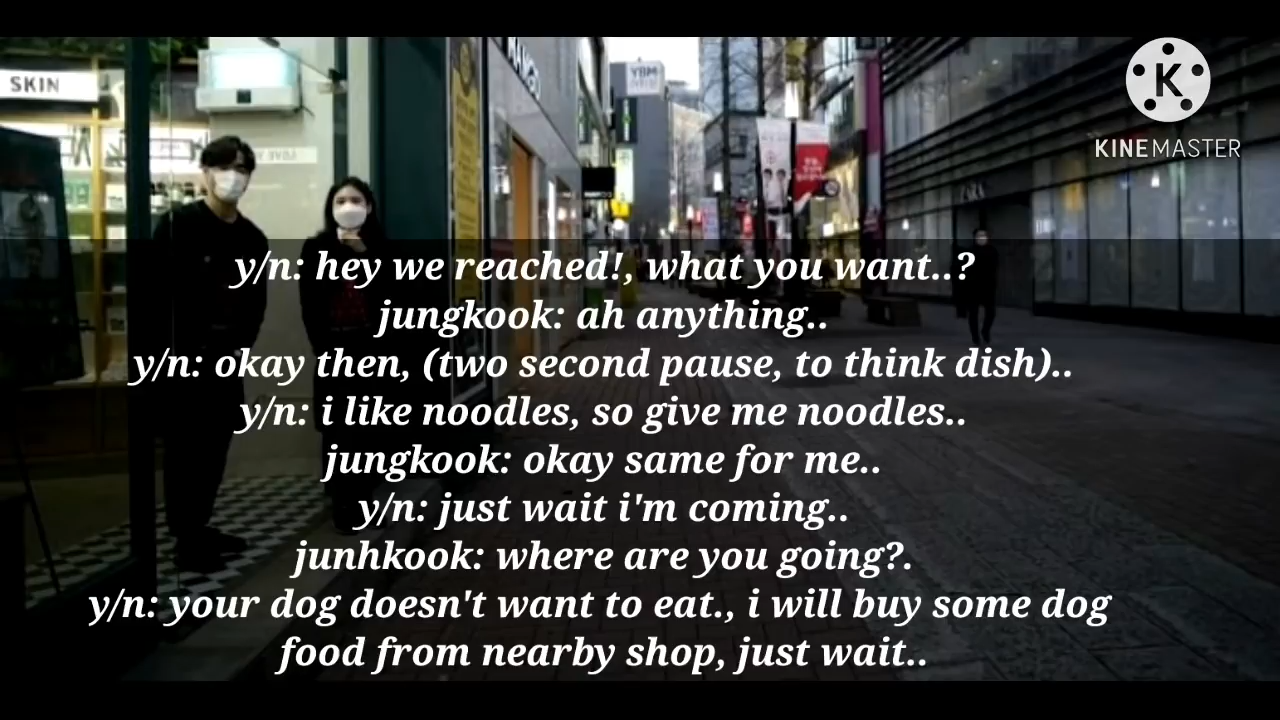 SKIN
YBM
ZARA
K
KINEMASTER
y/n: hey we reached!, what you want..?
jungkook: ah anything..
y/n: okay then, (two second pause, to think dish)..
y/n: i like noodles, so give me noodles..
jungkook: okay same for me..
y/n: just wait i'm coming..
junhkook: where are you going?.
y/n: your dog doesn't want to eat., i will buy some dog
food from nearby shop, just wait..